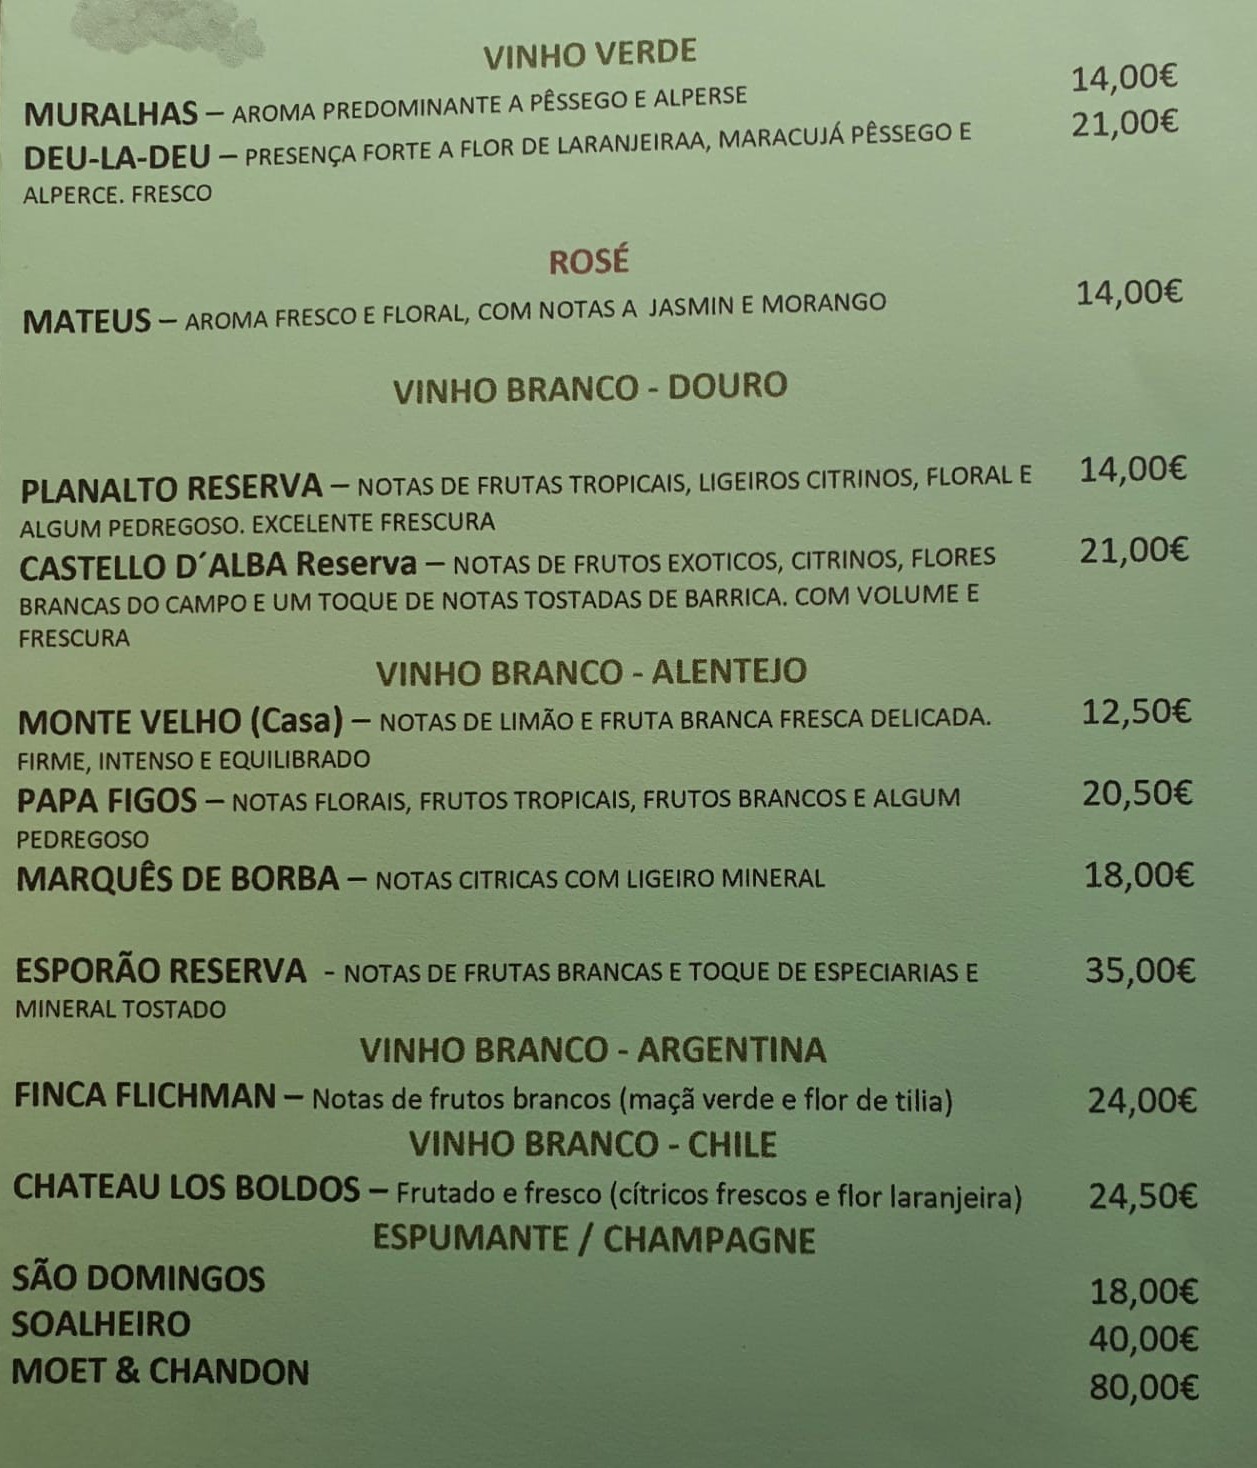 VINHO VERDE
MURALHAS – AROMA PREDOMINANTE A PÊSSEGO E ALPERSE 14,00€
DEU-LA-DEU – PRESENÇA FORTE A FLOR DE LARANJEIRAA, MARACUJÁ PÊSSEGO E 21,00€
ALPERCE. FRESCO
ROSÉ
MATEUS – AROMA FRESCO E FLORAL, COM NOTAS A JASMIN E MORANGO 14,00€
VINHO BRANCO - DOURO
PLANALTO RESERVA – NOTAS DE FRUTAS TROPICAIS, LIGEIROS CITRINOS, FLORAL E 14,00€
ALGUM PEDREGOSO. EXCELENTE FRESCURA
CASTELLO D´ALBA Reserva – NOTAS DE FRUTOS EXOTICOS, CITRINOS, FLORES 21,00€
BRANCAS DO CAMPO E UM TOQUE DE NOTAS TOSTADAS DE BARRICA. COM VOLUME E
FRESCURA
VINHO BRANCO - ALENTEJO
MONTE VELHO (Casa) – NOTAS DE LIMÃO E FRUTA BRANCA FRESCA DELICADA. 12,50€
FIRME, INTENSO E EQUILIBRADO
PAPA FIGOS – NOTAS FLORAIS, FRUTOS TROPICAIS, FRUTOS BRANCOS E ALGUM 20,50€
PEDREGOSO
MARQUÊS DE BORBA – NOTAS CITRICAS COM LIGEIRO MINERAL 18,00€
ESPORÃO RESERVA - NOTAS DE FRUTAS BRANCAS E TOQUE DE ESPECIARIAS E 35,00€
MINERAL TOSTADO
VINHO BRANCO - ARGENTINA
FINCA FLICHMAN – Notas de frutos brancos (maçã verde e flor de tilia) 24,00€
VINHO BRANCO - CHILE
CHATEAU LOS BOLDOS – Frutado e fresco (cítricos frescos e flor laranjeira) 24,50€
ESPUMANTE / CHAMPAGNE
SÃO DOMINGOS 18,00€
SOALHEIRO 40,00€
MOET & CHANDON 80,00€